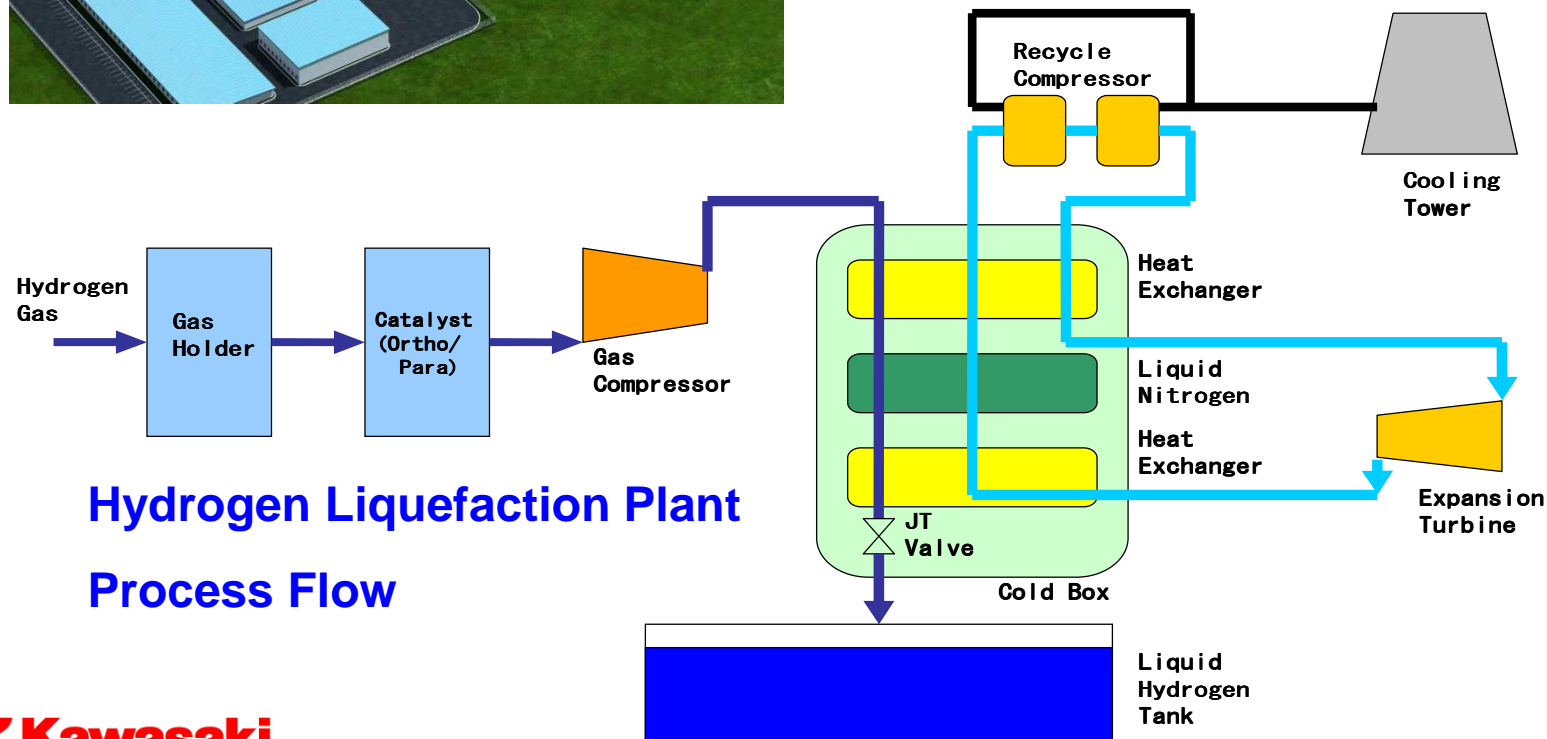 Recycle
Compressor
Cooling
Tower
Hydrogen
Gas
Gas
Holder
Catalyst
(Ortho/
Para)
Gas
Compressor
Heat
Exchanger
Liquid
Nitrogen
Heat
Exchanger
Expansion
Turbine
JT
Valve
Cold Box
Hydrogen Liquefaction Plant
Process Flow
Liquid
Hydrogen
Tank
Kawasaki